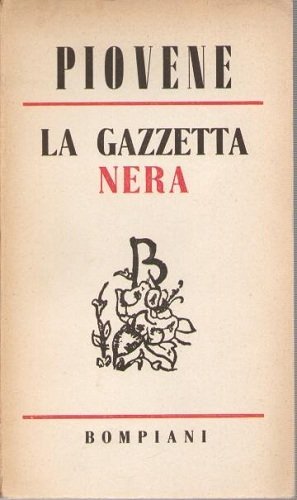 PIOVENE
LA GAZZETTA
NERA
B
BOMPIANI